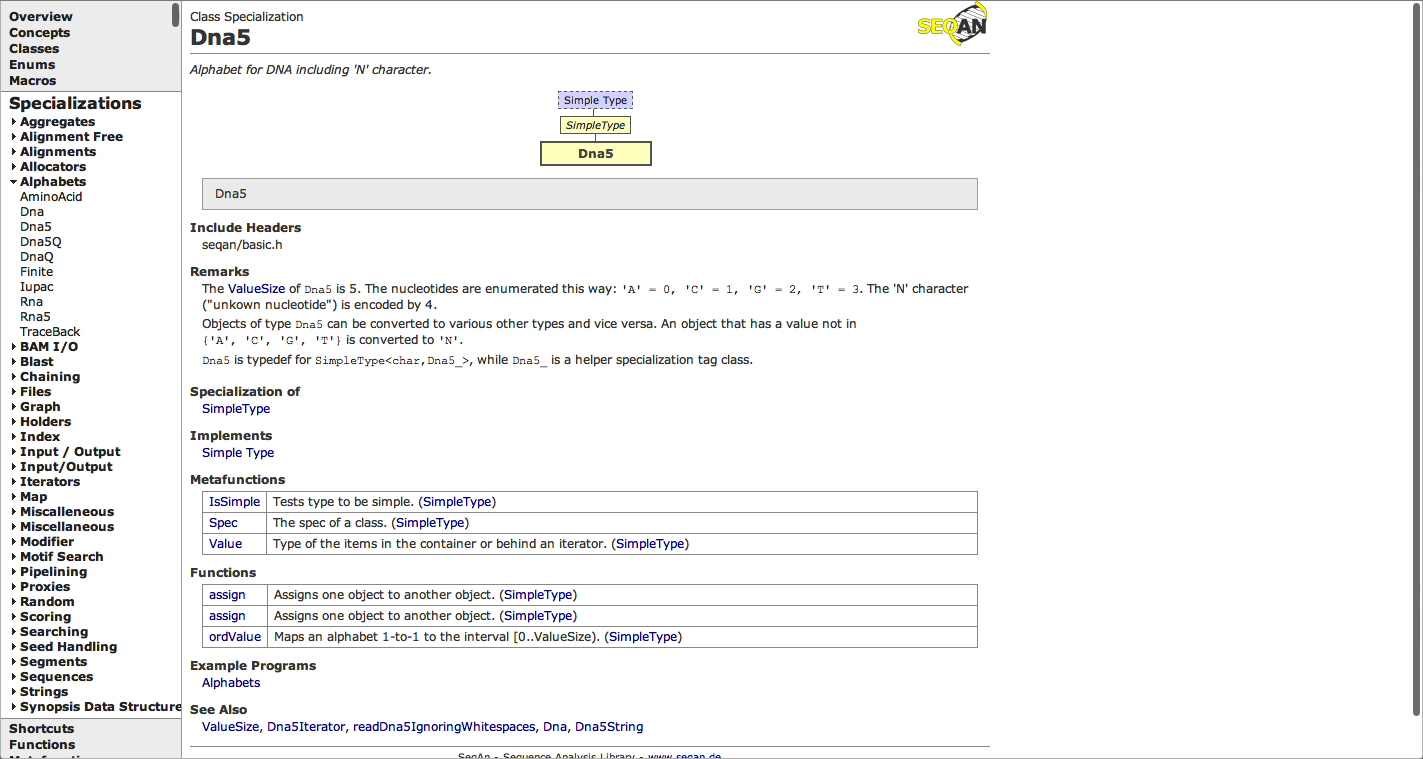 Overview
Concepts
Classes
Enums
Macros
Specializations
Aggregates
Alignment Free
Alignments
Allocators
Alphabets
AminoAcid
Dna
Dna5
Dna5Q
DnaQ
Finite
Iupac
Rna
Rna5
TraceBack
BAM I/O
Blast
Chaining
Files
Graph
Holders
Index
Input / Output
Input/Output
Iterators
Map
Miscalleneous
Miscellaneous
Modifier
Motif Search
Pipelining
Proxies
Random
Scoring
Searching
Seed Handling
Segments
Sequences
Strings
Synopsis Data Structure
Shortcuts
Functions
Class Specialization
SEQAN
Dna5
Alphabet for DNA including 'N' character.
Simple Type
SimpleType
Dna5
Dna5
Include Headers
seqan/basic.h
Remarks
The ValueSize of Dna5 is 5. The nucleotides are enumerated this way: 'A' = 0, 'C' = 1, 'G' = 2, 'T' = 3. The 'N' character
("unkown nucleotide") is encoded by 4.
Objects of type Dna5 can be converted to various other types and vice versa. An object that has a value not in
{'A', 'C', 'G', 'T'} is converted to 'N'.
Dna5 is typedef for SimpleType<char,Dna5_>, while Dna5_ is a helper specialization tag class.
Specialization of
SimpleType
Implements
Simple Type
Metafunctions
IsSimple Tests type to be simple. (SimpleType)
Spec The spec of a class. (SimpleType)
Value Type of the items in the container or behind an iterator. (SimpleType)
Functions
assign Assigns one object to another object. (SimpleType)
assign Assigns one object to another object. (SimpleType)
ordValue Maps an alphabet 1-to-1 to the interval [0..ValueSize). (SimpleType)
Example Programs
Alphabets
See Also
ValueSize, Dna5Iterator, readDna5IgnoringWhitespaces, Dna, Dna5String
SeqAn - Sequence Analysis Library - www.seqan.de